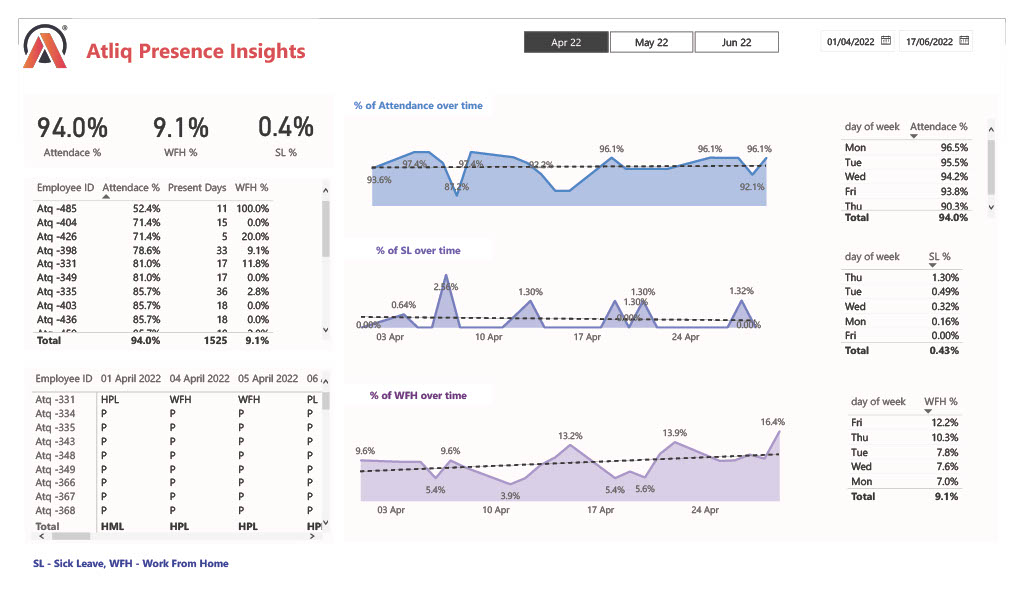 Atliq Presence Insights
Apr 22 May 22 Jun 22
01/04/2022 17/06/2022
94.0% 9.1% 0.4%
Attendace % WFH % SL %
Employee ID Attendace % Present Days WFH %
Atq -485 52.4% 11 100.0%
Atq -404 71.4% 15 0.0%
Atq -426 71.4% 5 20.0%
Atq -398 78.6% 33 9.1%
Atq -331 81.0% 17 11.8%
Atq -349 81.0% 17 0.0%
Atq -335 85.7% 36 2.8%
Atq -403 85.7% 18 0.0%
Atq -436 85.7% 18 0.0%
Total 94.0% 1525 9.1%
Employee ID 01 April 2022 04 April 2022 05 April 2022 06
Atq -331 HPL WFH WFH PL
Atq -334 P P P P
Atq -335 P P P P
Atq -343 P P P P
Atq -348 P P P P
Atq -349 P P P P
Atq -366 P P P P
Atq -367 P P P P
Atq -368 P P P P
Total HML HPL HPL HP
SL - Sick Leave, WFH - Work From Home
% of Attendance over time
93.6% 97.4% 87.2% 97.4% 92.2% 96.1% 96.1% 92.1% 96.1%
% of SL over time
0.00% 0.64% 2.56% 1.30% 1.30% 0.00% 1.30% 1.32% 0.00%
03 Apr 10 Apr 17 Apr 24 Apr
% of WFH over time
9.6% 5.4% 9.6% 3.9% 13.2% 5.4% 5.6% 13.9% 16.4%
03 Apr 10 Apr 17 Apr 24 Apr
day of week Attendace %
Mon 96.5%
Tue 95.5%
Wed 94.2%
Fri 93.8%
Thu 90.3%
Total 94.0%
day of week SL %
Thu 1.30%
Tue 0.49%
Wed 0.32%
Mon 0.16%
Fri 0.00%
Total 0.43%
day of week WFH %
Fri 12.2%
Thu 10.3%
Tue 7.8%
Wed 7.6%
Mon 7.0%
Total 9.1%